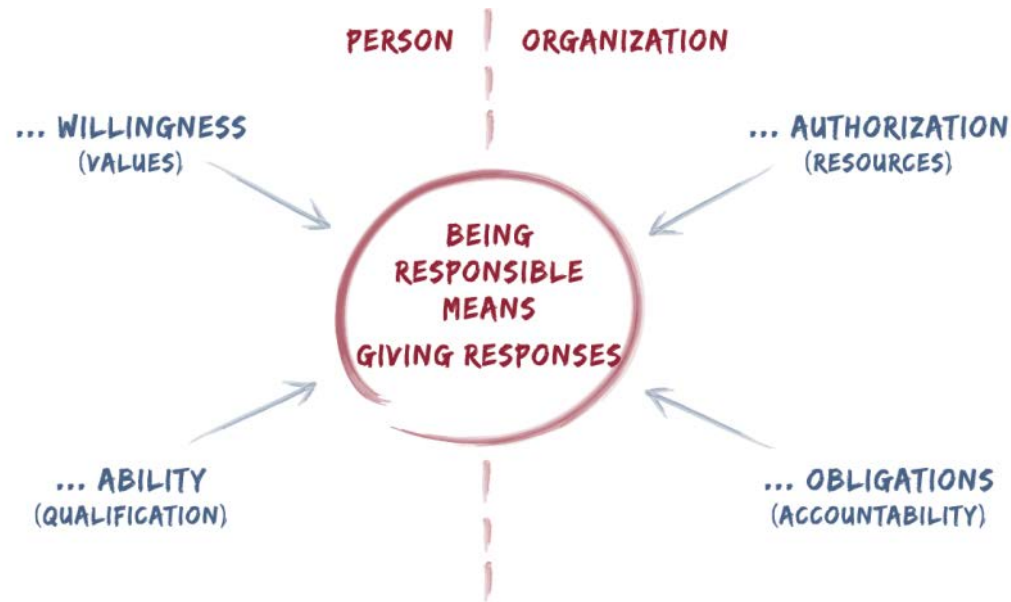 PERSON
ORGANIZATION
... WILLINGNESS
(VALUES)
... AUTHORIZATION
(RESOURCES)
BEING
RESPONSIBLE
MEANS
GIVING RESPONSES
... ABILITY
(QUALIFICATION)
... OBLIGATIONS
(ACCOUNTABILITY)